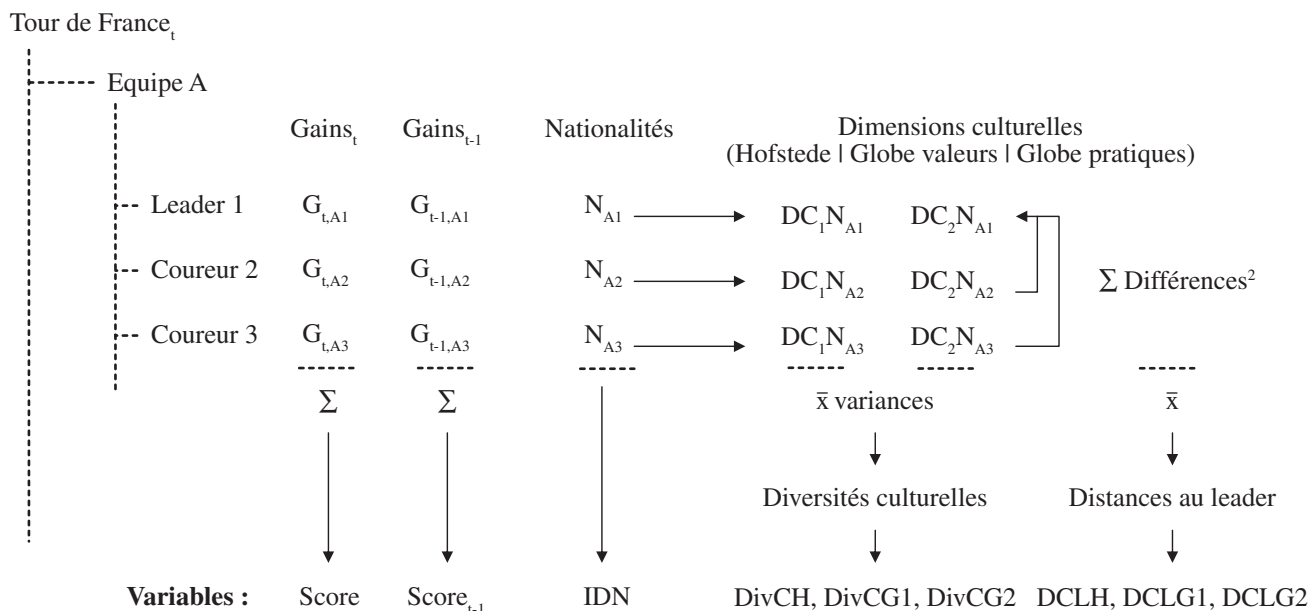 Tour de France_t
Equipe A
Gains_t Gains_t-1 Nationalités Dimensions culturelles
(Hofstede | Globe valeurs | Globe pratiques)
Leader 1 G_t,A1 G_t-1,A1 N_A1 DC_1N_A1 DC_2N_A1
Coureur 2 G_t,A2 G_t-1,A2 N_A2 DC_1N_A2 DC_2N_A2 ∑ Différences²
Coureur 3 G_t,A3 G_t-1,A3 N_A3 DC_1N_A3 DC_2N_A3
∑ ∑ x̄ variances x̄
Diversités culturelles Distances au leader
Variables : Score Score_t-1 IDN DivCH, DivCG1, DivCG2 DCLH, DCLG1, DCLG2